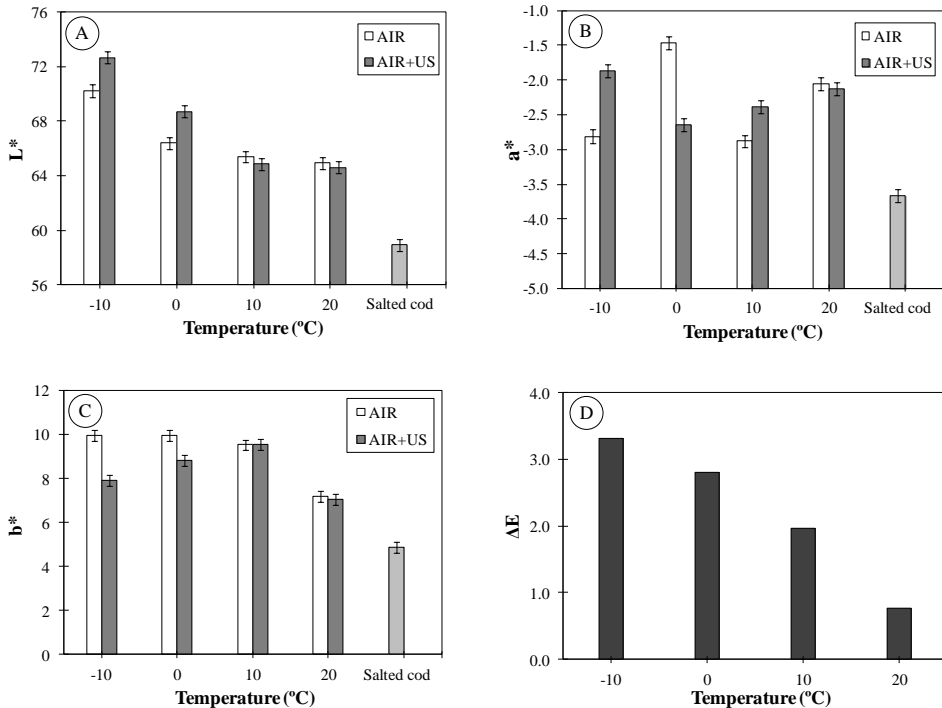 A
AIR
AIR+US
L*
76
72
68
64
60
56
-10
0
10
20
Salted cod
Temperature (ºC)
B
AIR
AIR+US
a*
-1.0
-1.5
-2.0
-2.5
-3.0
-3.5
-4.0
-4.5
-5.0
-10
0
10
20
Salted cod
Temperature (ºC)
C
AIR
AIR+US
b*
12
10
8
6
4
2
0
-10
0
10
20
Salted cod
Temperature (ºC)
D
ΔE
4.0
3.0
2.0
1.0
0.0
-10
0
10
20
Temperature (ºC)